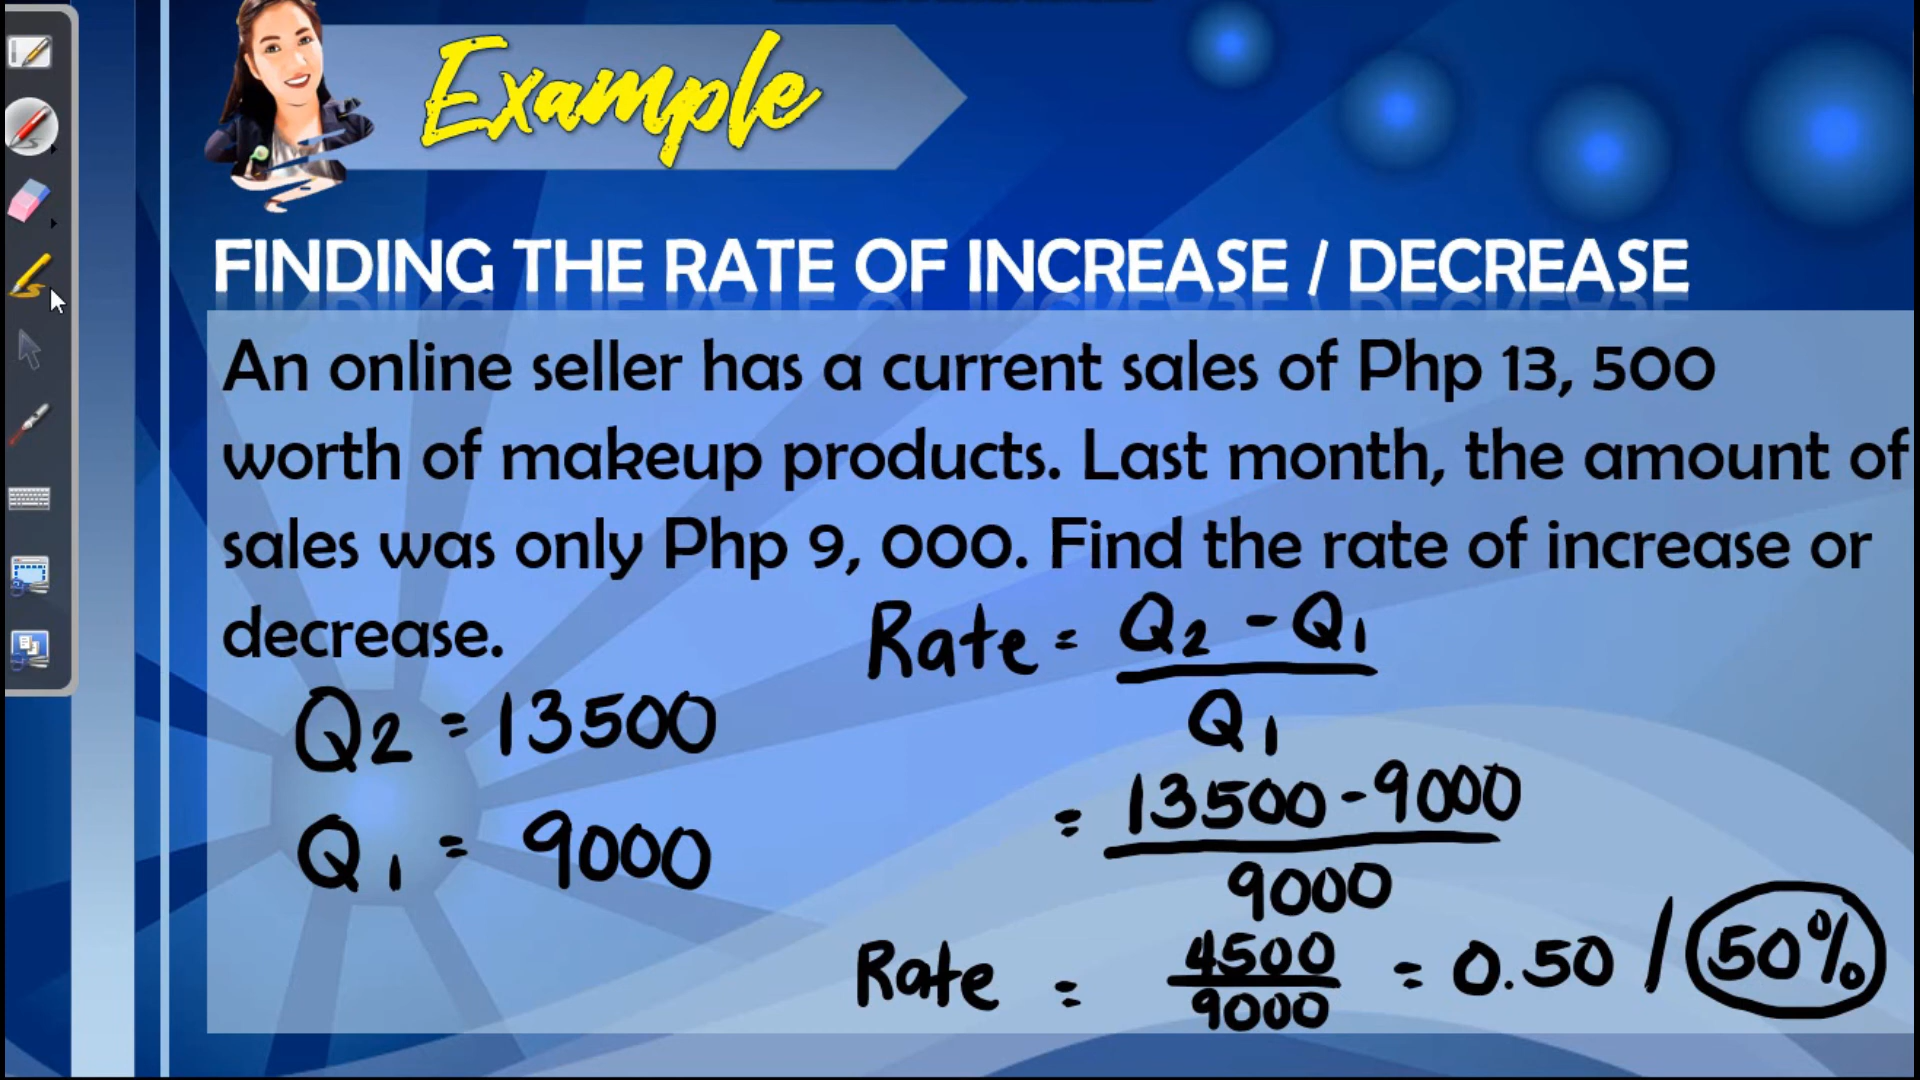 Example
FINDING THE RATE OF INCREASE / DECREASE
An online seller has a current sales of Php 13, 500
worth of makeup products. Last month, the amount of
sales was only Php 9, 000. Find the rate of increase or
decrease.
Rate = Q2 - Q1
Q1
Q2 = 13500
= 13500 - 9000
9000
Q1 = 9000
Rate = 4500 = 0.50 / 50%
9000